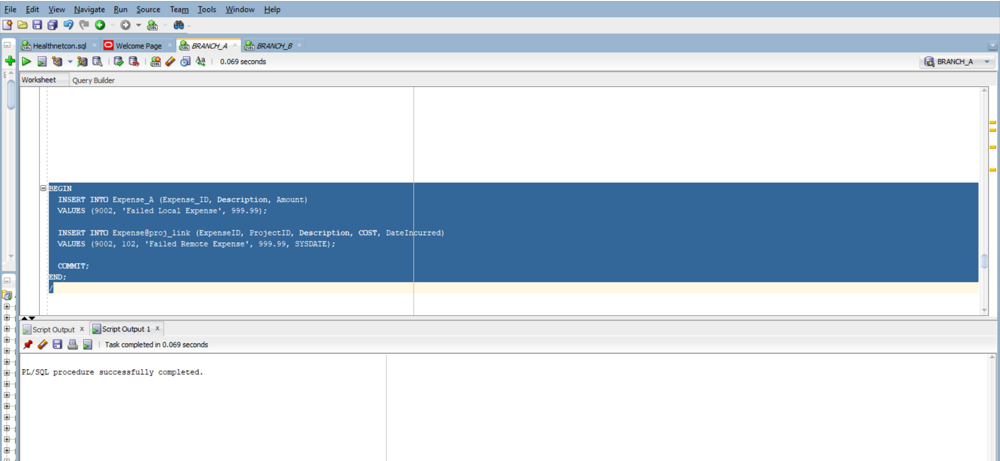 File Edit View Navigate Run Source Team Tools Window Help
Healthnetcon.sql Welcome Page BRANCH_A BRANCH_B
0.069 seconds BRANCH_A
Worksheet Query Builder
BEGIN
INSERT INTO Expense_A (Expense_ID, Description, Amount)
VALUES (9002, 'Failed Local Expense', 999.99);
INSERT INTO Expense@proj_link (ExpenseID, ProjectID, Description, COST, DateIncurred)
VALUES (9002, 102, 'Failed Remote Expense', 999.99, SYSDATE);
COMMIT;
END;
/
Script Output x Script Output 1 x
Task completed in 0.069 seconds
PL/SQL procedure successfully completed.